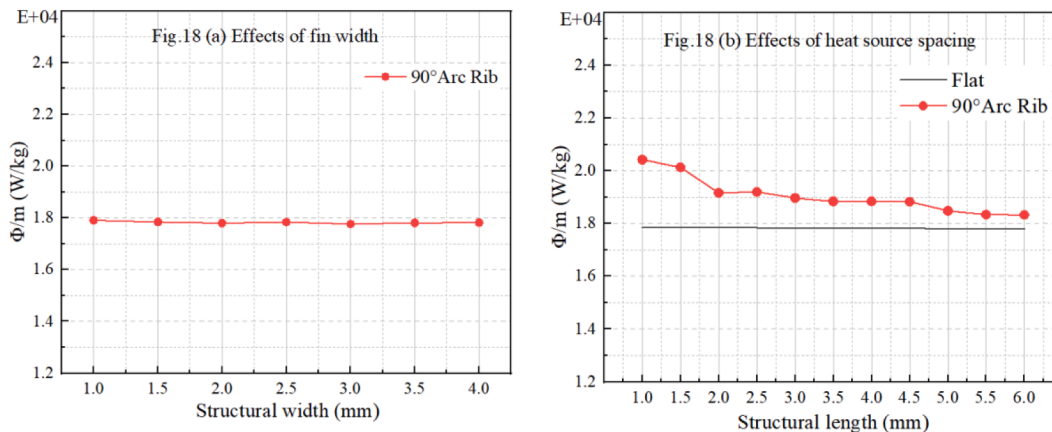 E+04
Fig.18 (a) Effects of fin width
90°Arc Rib
2.4
2.2
2.0
1.8
1.6
1.4
1.2
Φ/m (W/kg)
1.0 1.5 2.0 2.5 3.0 3.5 4.0
Structural width (mm)
E+04
Fig.18 (b) Effects of heat source spacing
Flat
90°Arc Rib
2.4
2.2
2.0
1.8
1.6
1.4
1.2
Φ/m (W/kg)
1.0 1.5 2.0 2.5 3.0 3.5 4.0 4.5 5.0 5.5 6.0
Structural length (mm)